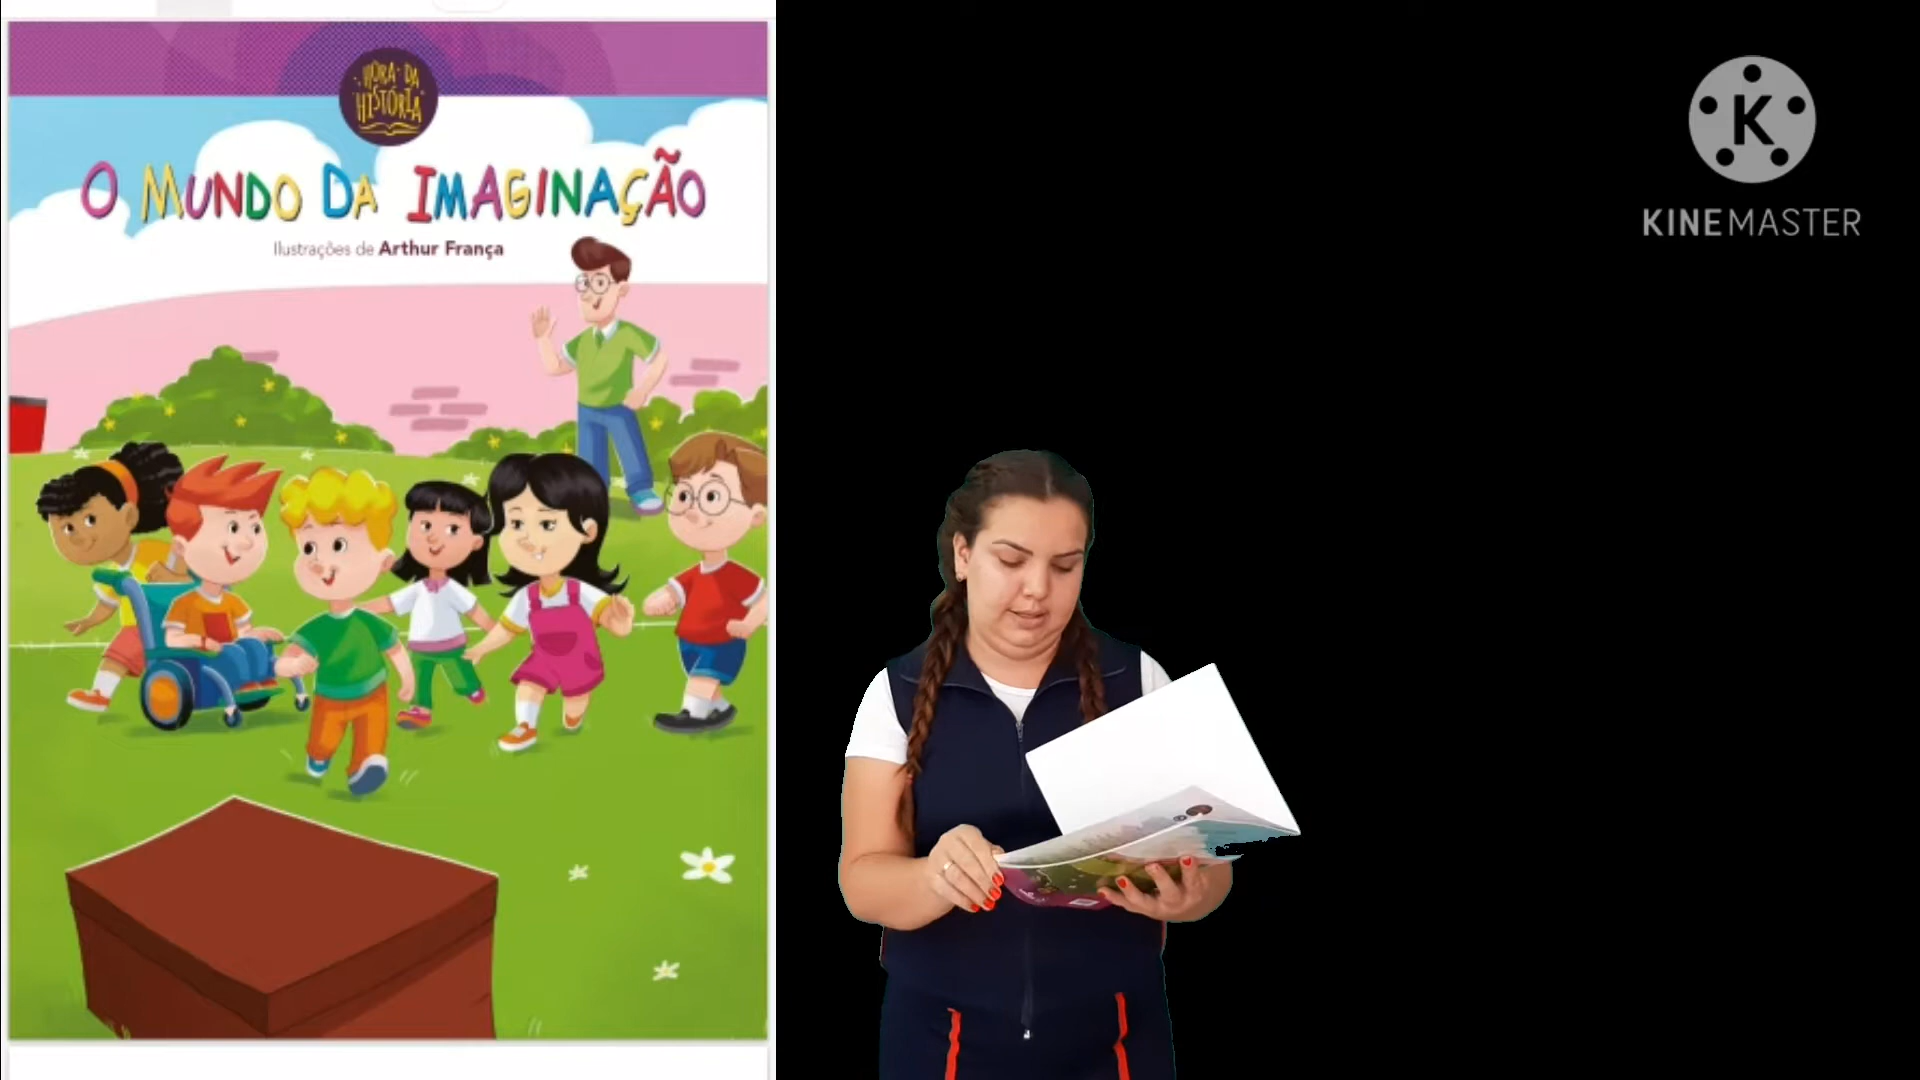 HORA DA
HISTÓRIA
O MUNDO DA IMAGINAÇÃO
Ilustrações de Arthur França
K
KINEMASTER